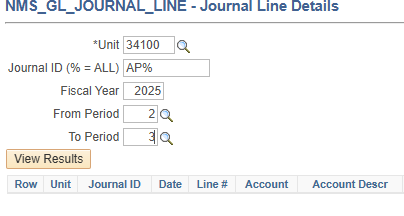 NMS_GL_JOURNAL_LINE - Journal Line Details
*Unit 34100
Journal ID (% = ALL) AP%
Fiscal Year 2025
From Period 2
To Period 3
View Results
Row Unit Journal ID Date Line # Account Account Descr